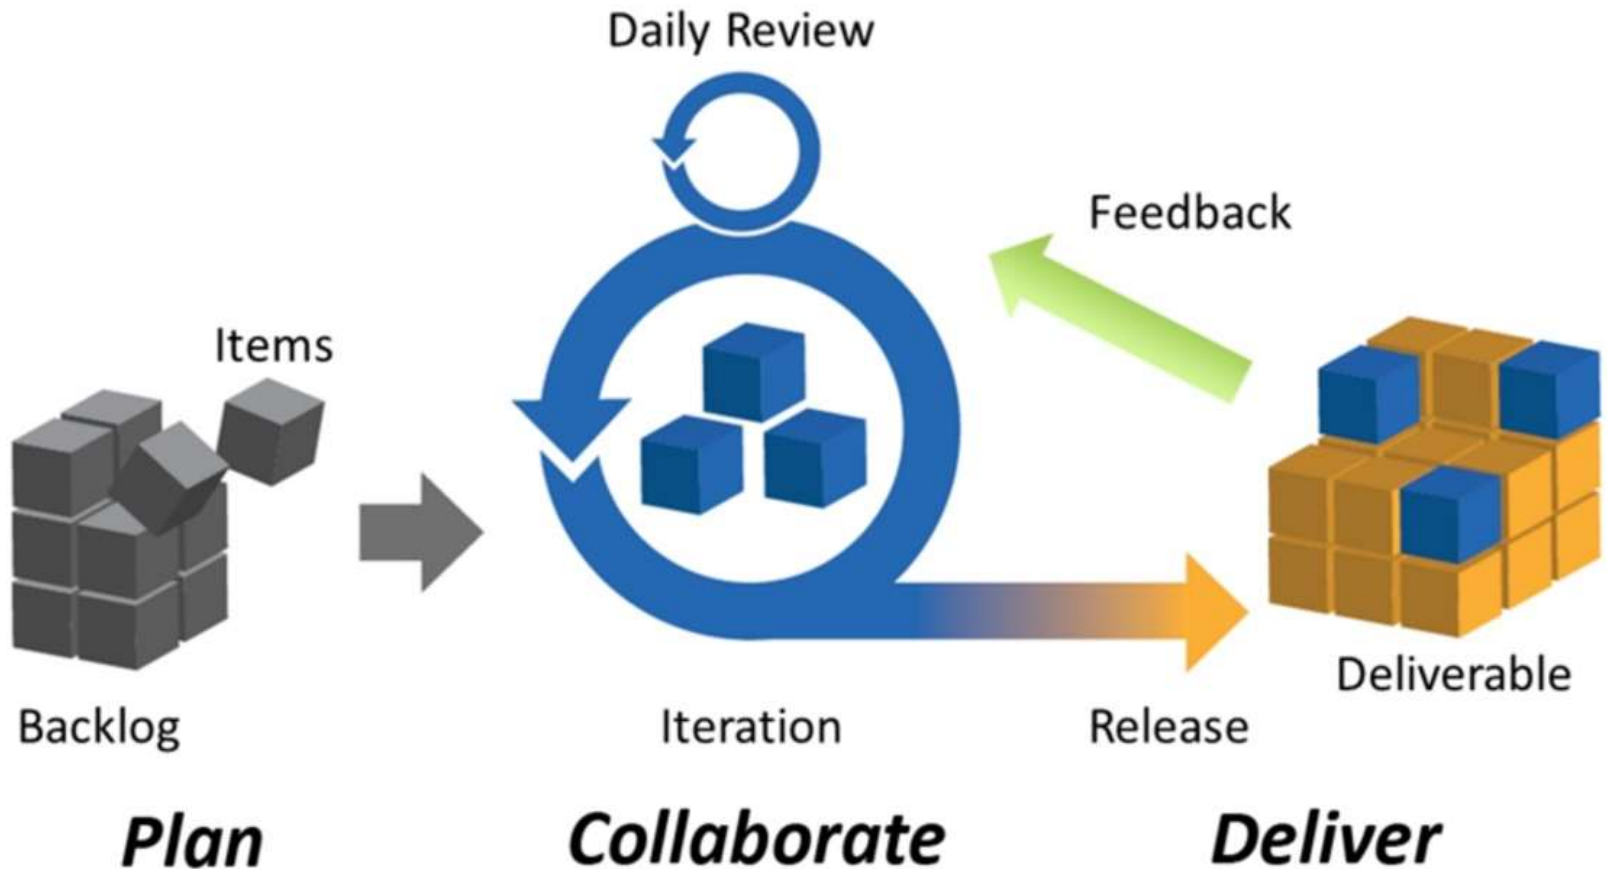 Daily Review
Feedback
Items
Deliverable
Backlog
Iteration
Release
Plan
Collaborate
Deliver